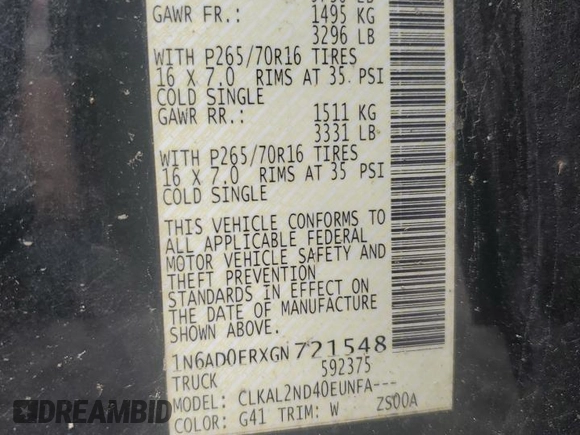 GAWR FR.: 1495 KG
3296 LB
WITH P265/70R16 TIRES
16 X 7.0 RIMS AT 35 PSI
COLD SINGLE
GAWR RR.: 1511 KG
3331 LB
WITH P265/70R16 TIRES
16 X 7.0 RIMS AT 35 PSI
COLD SINGLE
THIS VEHICLE CONFORMS TO
ALL APPLICABLE FEDERAL
MOTOR VEHICLE SAFETY AND
THEFT PREVENTION
STANDARDS IN EFFECT ON
THE DATE OF MANUFACTURE
SHOWN ABOVE.
1N6AD0ERXGN721548
TRUCK 592375
MODEL: CLKAL2ND40EUNFA---
COLOR: G41 TRIM: W ZS00A
AUTOBIDMASTER